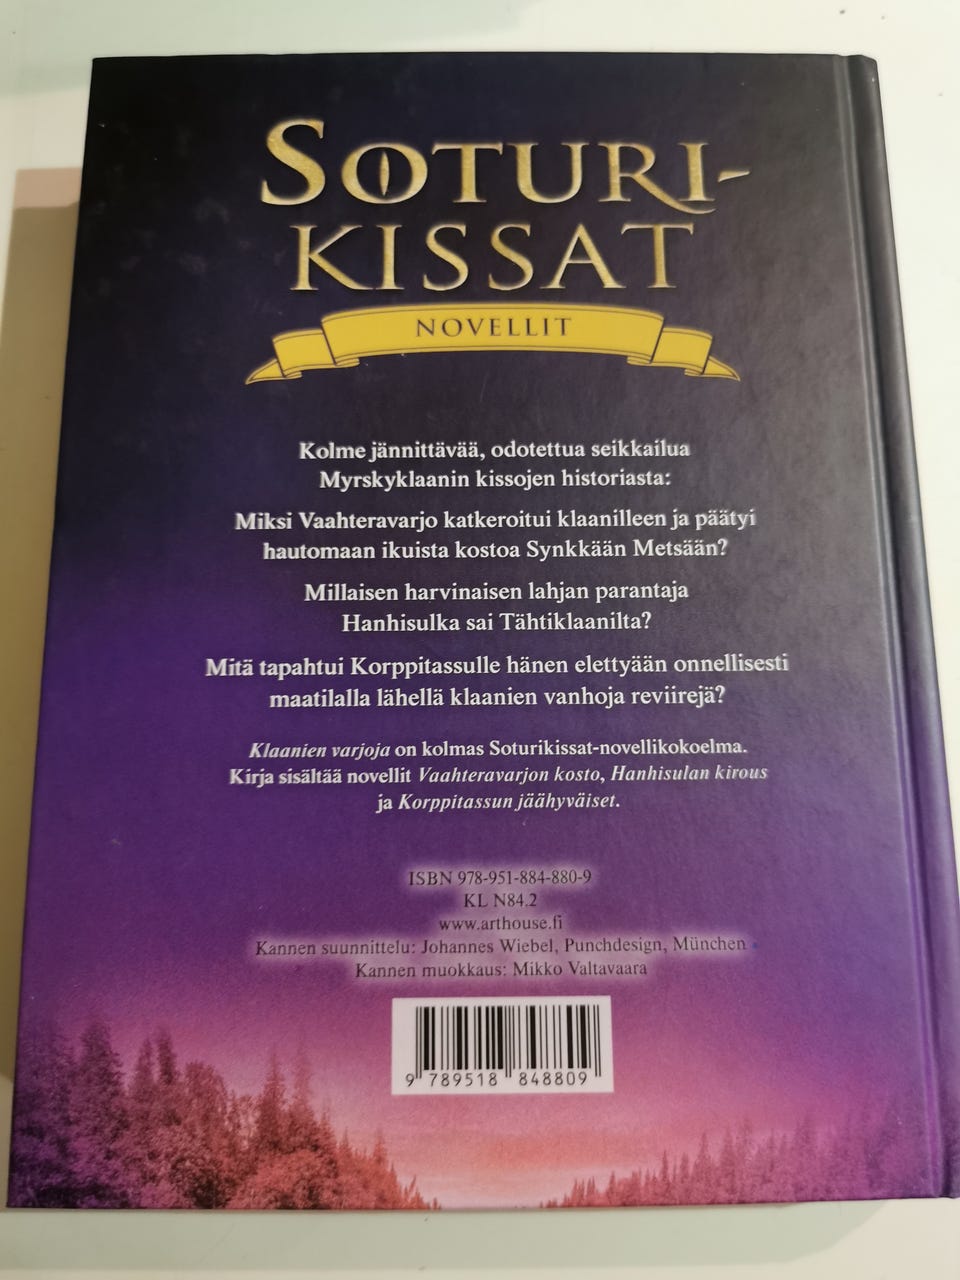 SOTURI-
KISSAT
NOVELLIT
Kolme jännittävää, odotettua seikkailua
Myrskyklaanin kissojen historiasta:
Miksi Vaahteravarjo katkeroitui klaanilleen ja päätyi
hautomaan ikuista kostoa Synkkään Metsään?
Millaisen harvinaisen lahjan parantaja
Hanhisulka sai Tähtiklaanilta?
Mitä tapahtui Korppitassulle hänen elettyään onnellisesti
maatilalla lähellä klaanien vanhoja reviirejä?
Klaanien varjoja on kolmas Soturikissat-novellikokoelma.
Kirja sisältää novellit Vaahteravarjon kosto, Hanhisulan kirous
ja Korppitassun jäähyväiset.
ISBN 978-951-884-880-9
KL N84.2
www.arthouse.fi
Kannen suunnittelu: Johannes Wiebel, Punchdesign, München
Kannen muokkaus: Mikko Valtavaara
9 789518 848809